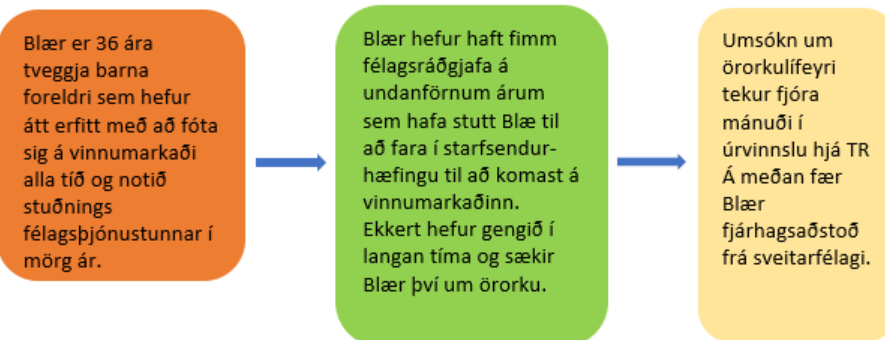 Blær er 36 ára
tveggja barna
foreldri sem hefur
átt erfitt með að fóta
sig á vinnumarkaði
alla tíð og notið
stuðnings
félagsþjónustunnar í
mörg ár.
Blær hefur haft fimm
félagsráðgjafa á
undanförnum árum
sem hafa stutt Blæ til
að fara í starfsendur-
hæfingu til að komast á
vinnumarkaðinn.
Ekkert hefur gengið í
langan tíma og sækir
Blær því um örorku.
Umsókn um
örorkulífeyri
tekur fjóra
mánuði í
úrvinnslu hjá TR
Á meðan fær
Blær
fjárhagsaðstoð
frá sveitarfélagi.